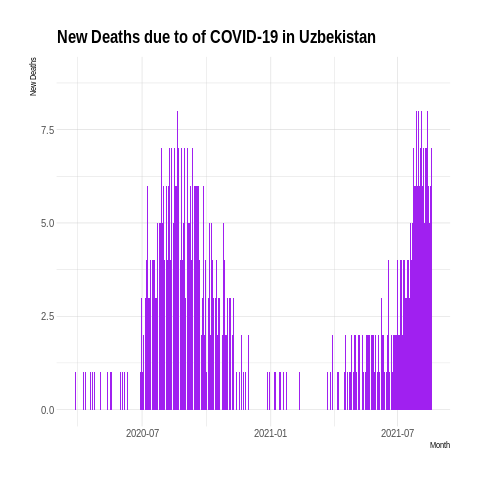 New Deaths due to of COVID-19 in Uzbekistan
New Deaths
7.5
5.0
2.5
0.0
2020-07
2021-01
2021-07
Month